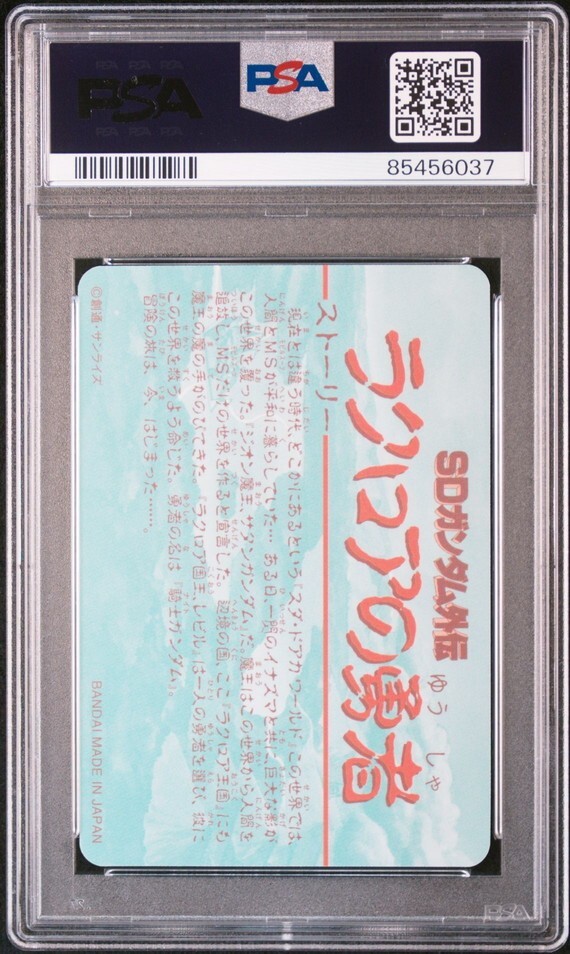 PSA
PSA
85456037
SDガンダム外伝
ラクロアの勇者
ゆうしゃ
ストーリー
現在とは違う時代、どこかにあるという『スダ・ドアカワールド』この世界では、
人間とMSが平和に暮らしていた… ある日、一閃のイナズマと共に、巨大な影が
この世界を覆った。『ジオン魔王、サタンガンダム』だ。魔王はこの世界から人間を
追放し、MSだけの世界を作ると宣言した。 辺境の国、ここ『ラクロア王国』にも
魔王の魔の手がのびてきた。 『ラクロア国王、レビル』は一人の勇者を選び、彼に
この世界を救うよう命じた。 勇者の名は『騎士ガンダム』。
冒険の旅は、今、はじまった……。
©創通・サンライズ
BANDAI MADE IN JAPAN
PSA